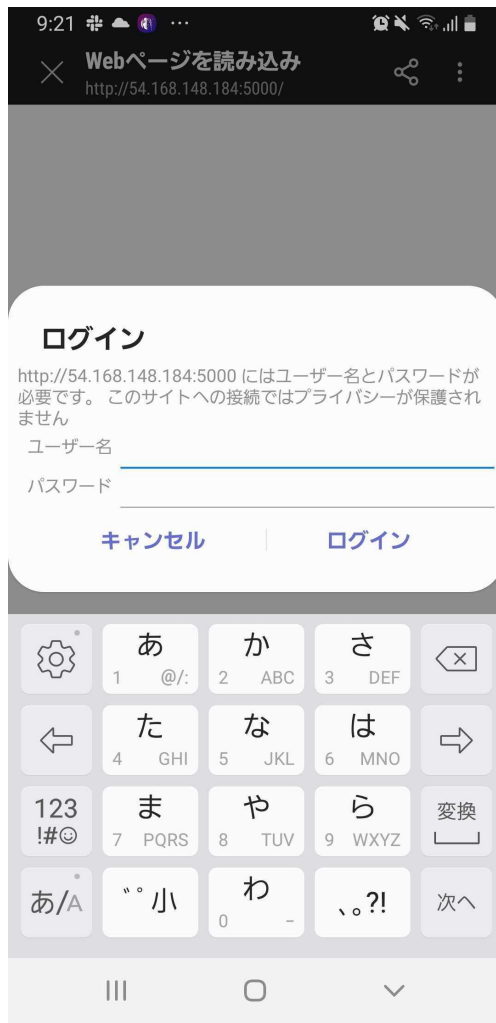 9:21
Webページを読み込み
http://54.168.148.184:5000/
ログイン
http://54.168.148.184:5000 にはユーザー名とパスワードが
必要です。 このサイトへの接続ではプライバシーが保護され
ません
ユーザー名
パスワード
キャンセル ログイン
あ か さ
1 @/: 2 ABC 3 DEF
た な は
4 GHI 5 JKL 6 MNO
123 ま や ら 変換
!#☺ 7 PQRS 8 TUV 9 WXYZ
あ/A ゛゜小 わ 、。?! 次へ
0 –